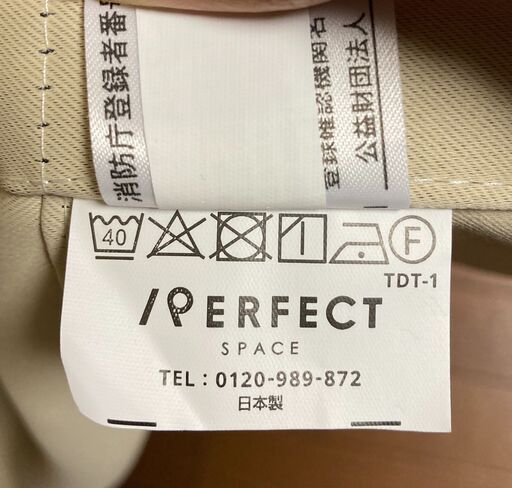 消防庁登録者番号
登録確認機関名
公益財団法人
40
F
TDT-1
PERFECT
SPACE
TEL : 0120-989-872
日本製